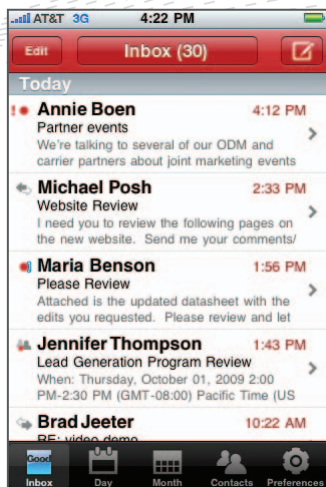 AT&T 3G 4:22 PM
Edit Inbox (30)
Today
! Annie Boen 4:12 PM
Partner events
We're talking to several of our ODM and
carrier partners about joint marketing events
Michael Posh 2:33 PM
Website Review
I need you to review the following pages on
the new website. Send me your comments/
Maria Benson 1:56 PM
Please Review
Attached is the updated datasheet with the
edits you requested. Please review and let
Jennifer Thompson 1:43 PM
Lead Generation Program Review
When: Thursday, October 01, 2009 2:00
PM-2:30 PM (GMT-08:00) Pacific Time (US
Brad Jeeter 10:22 AM
RE: video demo
Good
Inbox Day Month Contacts Preferences